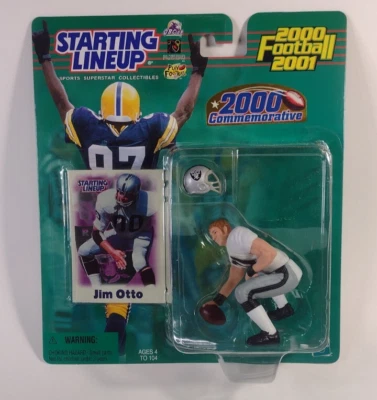 STARTING
LINEUP
SPORTS SUPERSTAR COLLECTIBLES
2000
Football
2001
2000
Commemorative
97
STARTING
LINEUP
Jim Otto
WARNING:
AGES 4
TO 104